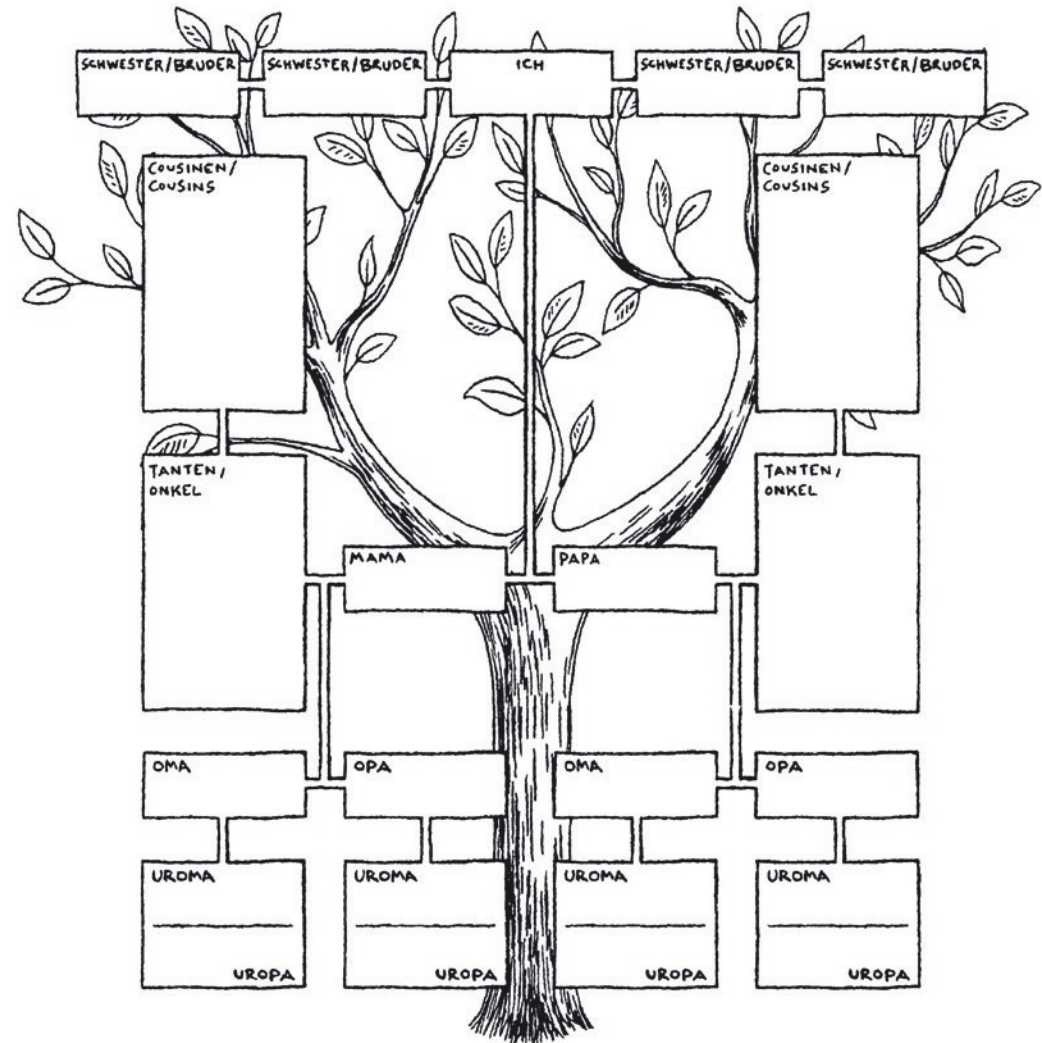 SCHWESTER/BRUDER
SCHWESTER/BRUDER
ICH
SCHWESTER/BRUDER
SCHWESTER/BRUDER
COUSINEN/
COUSINS
COUSINEN/
COUSINS
TANTEN/
ONKEL
TANTEN/
ONKEL
MAMA
PAPA
OMA
OPA
OMA
OPA
UROMA
UROPA
UROMA
UROPA
UROMA
UROPA
UROMA
UROPA